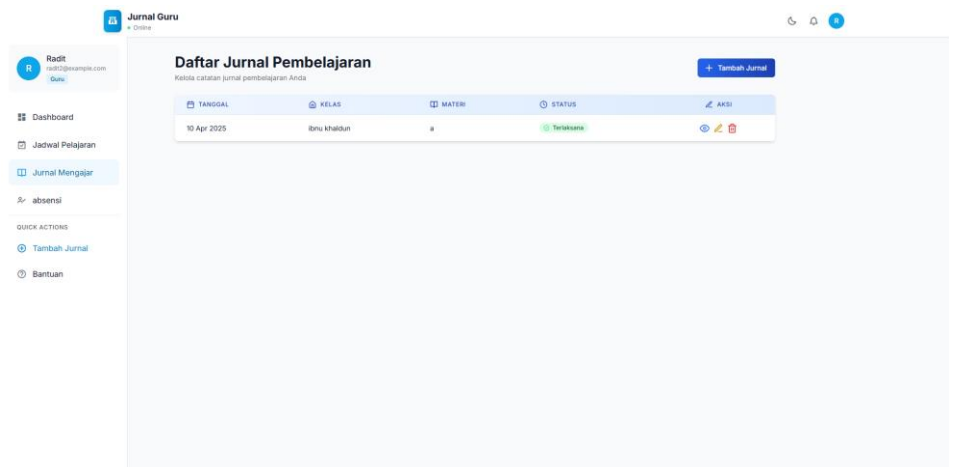 Jurnal Guru
Online
R
R
Radit
radit2@example.com
Guru
Dashboard
Jadwal Pelajaran
Jurnal Mengajar
absensi
QUICK ACTIONS
Tambah Jurnal
Bantuan
Daftar Jurnal Pembelajaran
Kelola catatan jurnal pembelajaran Anda
+ Tambah Jurnal
TANGGAL KELAS MATERI STATUS AKSI
10 Apr 2025 ibnu khaldun a Terlaksana